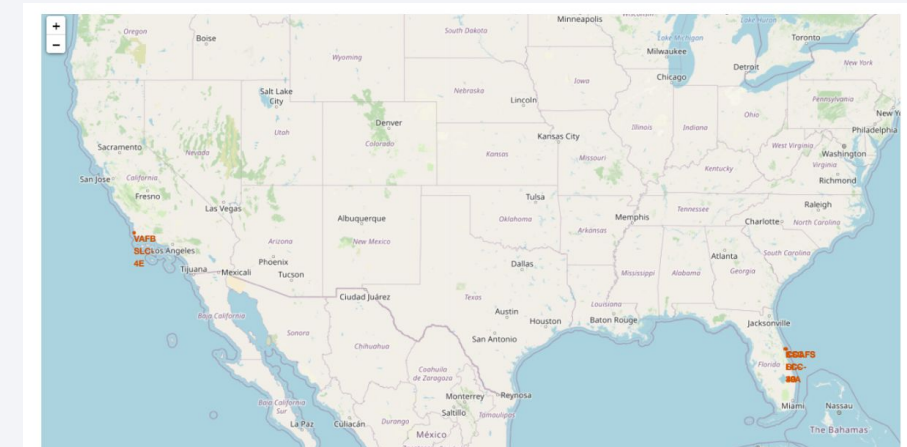 +
−
Oregon
Boise
South Dakota
Minneapolis
Wisconsin
Lake Huron
Lake Michigan
Toronto
Wyoming
Milwaukee
Detroit
New York
Salt Lake
City
Nebraska
Iowa
Chicago
Lincoln
Denver
Utah
Colorado
Illinois
Indiana
Ohio
Pennsylvania
New Y
Philadelphia
Sacramento
Nevada
Kansas City
Kansas
Missouri
West Virginia
Washington
San Jose
California
Fresno
Kentucky
Virginia
Richmond
Las Vegas
Tulsa
Albuquerque
Oklahoma
Memphis
Tennessee
Raleigh
Charlotte
North Carolina
VAFB
SLC-
4E
Los Angeles
Arizona
New Mexico
Arkansas
Atlanta
South Carolina
Phoenix
Tijuana
Mexicali
Tucson
Dallas
Mississippi
Alabama
Georgia
Ciudad Juárez
Texas
Louisiana
Baja California
Austin
Houston
Baton Rouge
Jacksonville
Sonora
San Antonio
Chihuahua
Florida
Coahuila
de Zaragoza
Monterrey
Reynosa
Miami
Nassau
Baja California
Sur
Saltillo
Tamaulipas
La Paz
Culiacán
Durango
México
The Bahamas